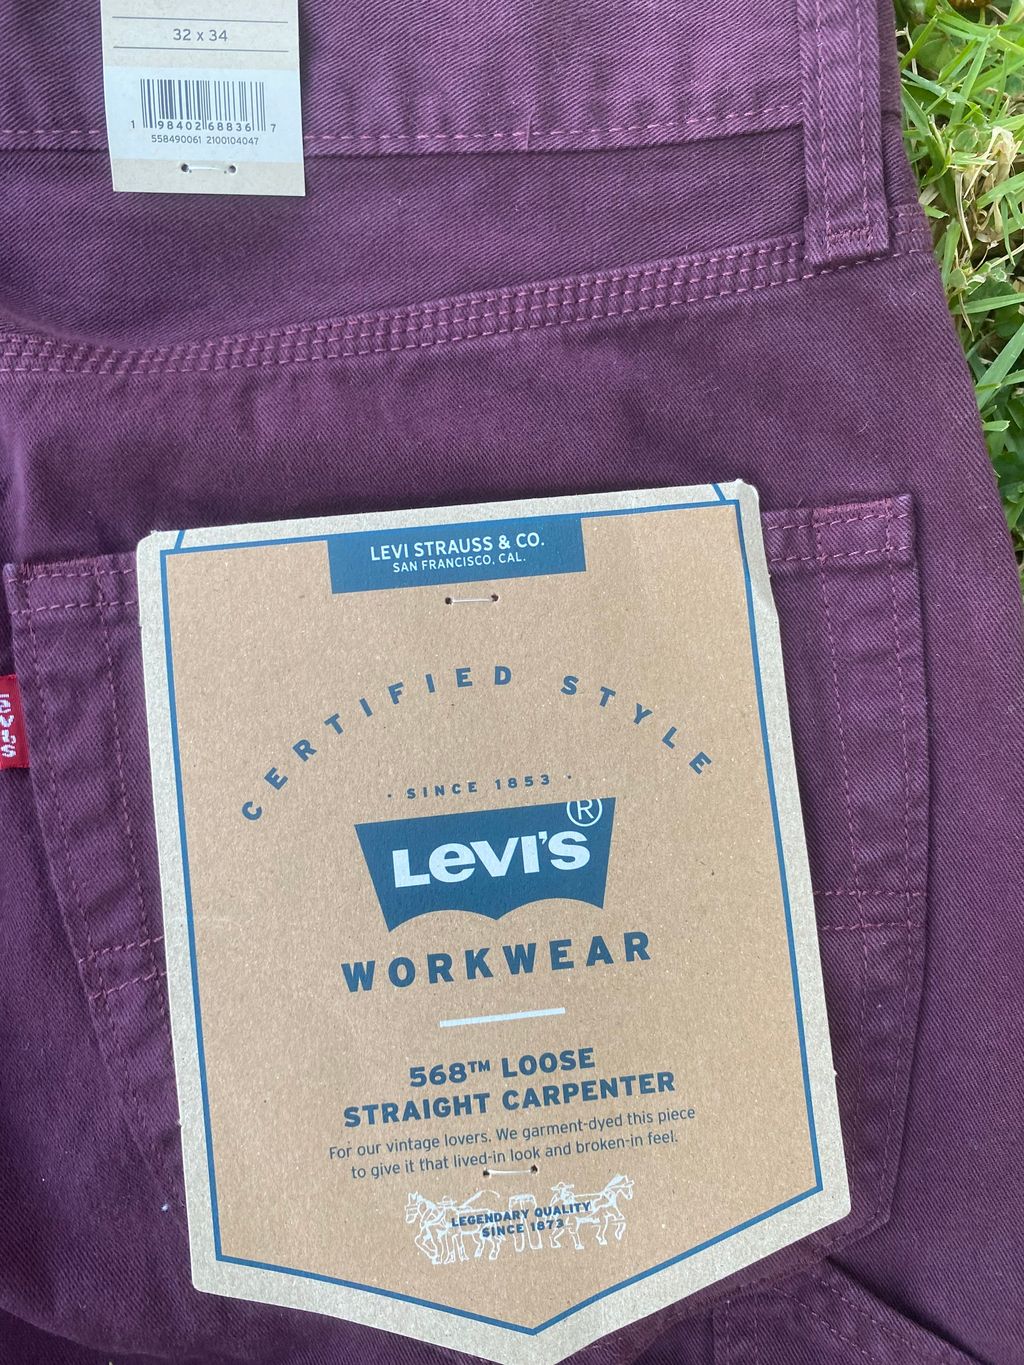 32 x 34
1 98402 68836 7
558490061 2100104047
LEVI STRAUSS & CO.
SAN FRANCISCO, CAL.
CERTIFIED STYLE
· SINCE 1853 ·
LEVI'S®
WORKWEAR
568™ LOOSE
STRAIGHT CARPENTER
For our vintage lovers. We garment-dyed this piece
to give it that lived-in look and broken-in feel.
LEGENDARY QUALITY
SINCE 1873
LEVI'S